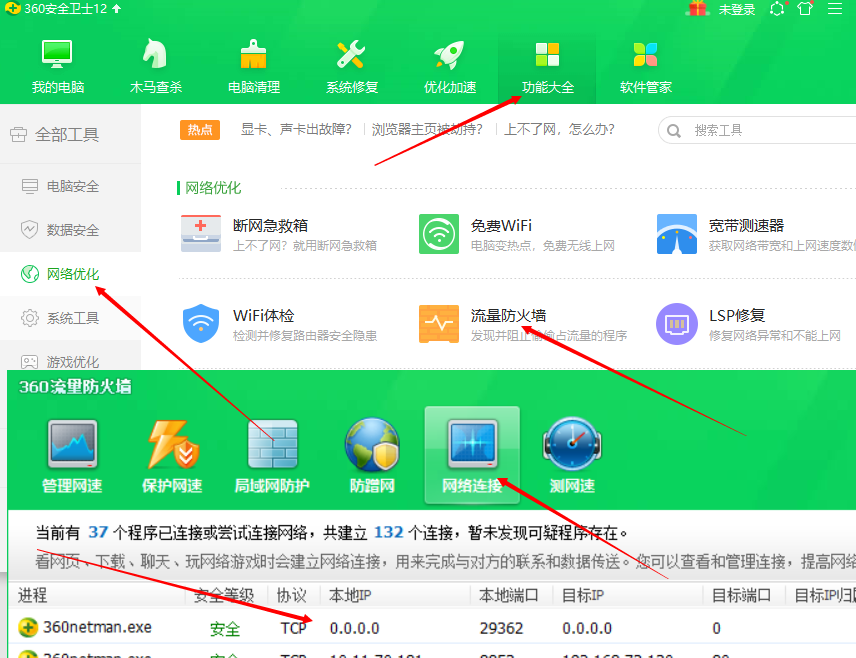 360安全卫士12
未登录
我的电脑 木马查杀 电脑清理 系统修复 优化加速 功能大全 软件管家
全部工具
热点 显卡、声卡出故障? 浏览器主页被劫持? 上不了网，怎么办? 搜索工具
电脑安全
数据安全
网络优化
系统工具
游戏优化
网络优化
断网急救箱 免费WiFi 宽带测速器
上不了网？就用断网急救箱 电脑变热点，免费无线上网 获取网络带宽和上网速度数
WiFi体检 流量防火墙 LSP修复
检测并修复路由器安全隐患 发现并阻止偷偷占流量的程序 修复网络异常和不能上网
360流量防火墙
管理网速 保护网速 局域网防护 防蹭网 网络连接 测网速
当前有 37 个程序已连接或尝试连接网络，共建立 132 个连接，暂未发现可疑程序存在。
看网页、下载、聊天、玩网络游戏时会建立网络连接，用来完成与对方的联系和数据传送。您可以查看和管理连接，提高网络
进程 安全等级 协议 本地IP 本地端口 目标IP 目标端口 目标IP归
360netman.exe 安全 TCP 0.0.0.0 29362 0.0.0.0 0